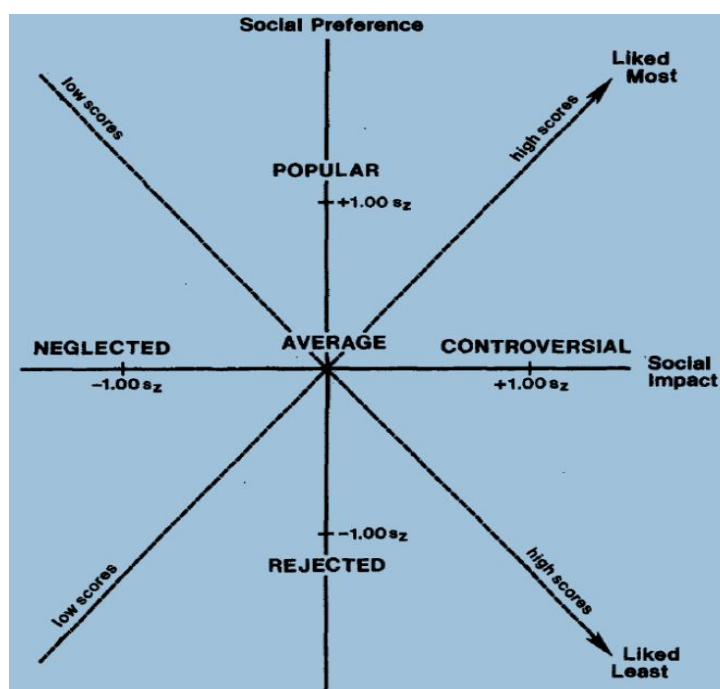 Social Preference
Liked
Most
low scores
high scores
POPULAR
+1.00 sz
NEGLECTED
AVERAGE
CONTROVERSIAL
Social
Impact
-1.00 sz
+1.00 sz
-1.00 sz
REJECTED
low scores
high scores
Liked
Least